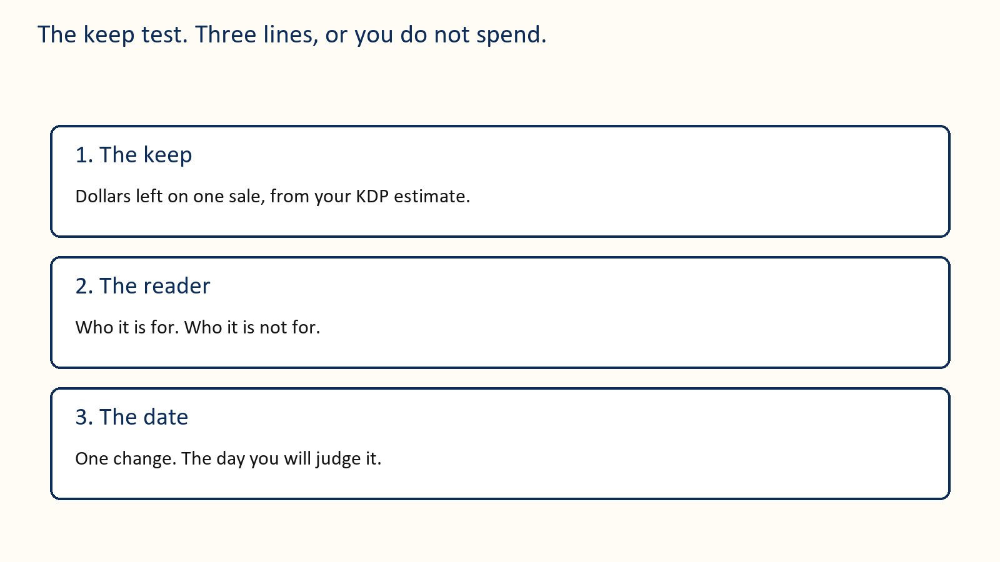 The keep test. Three lines, or you do not spend.
1. The keep
Dollars left on one sale, from your KDP estimate.
2. The reader
Who it is for. Who it is not for.
3. The date
One change. The day you will judge it.